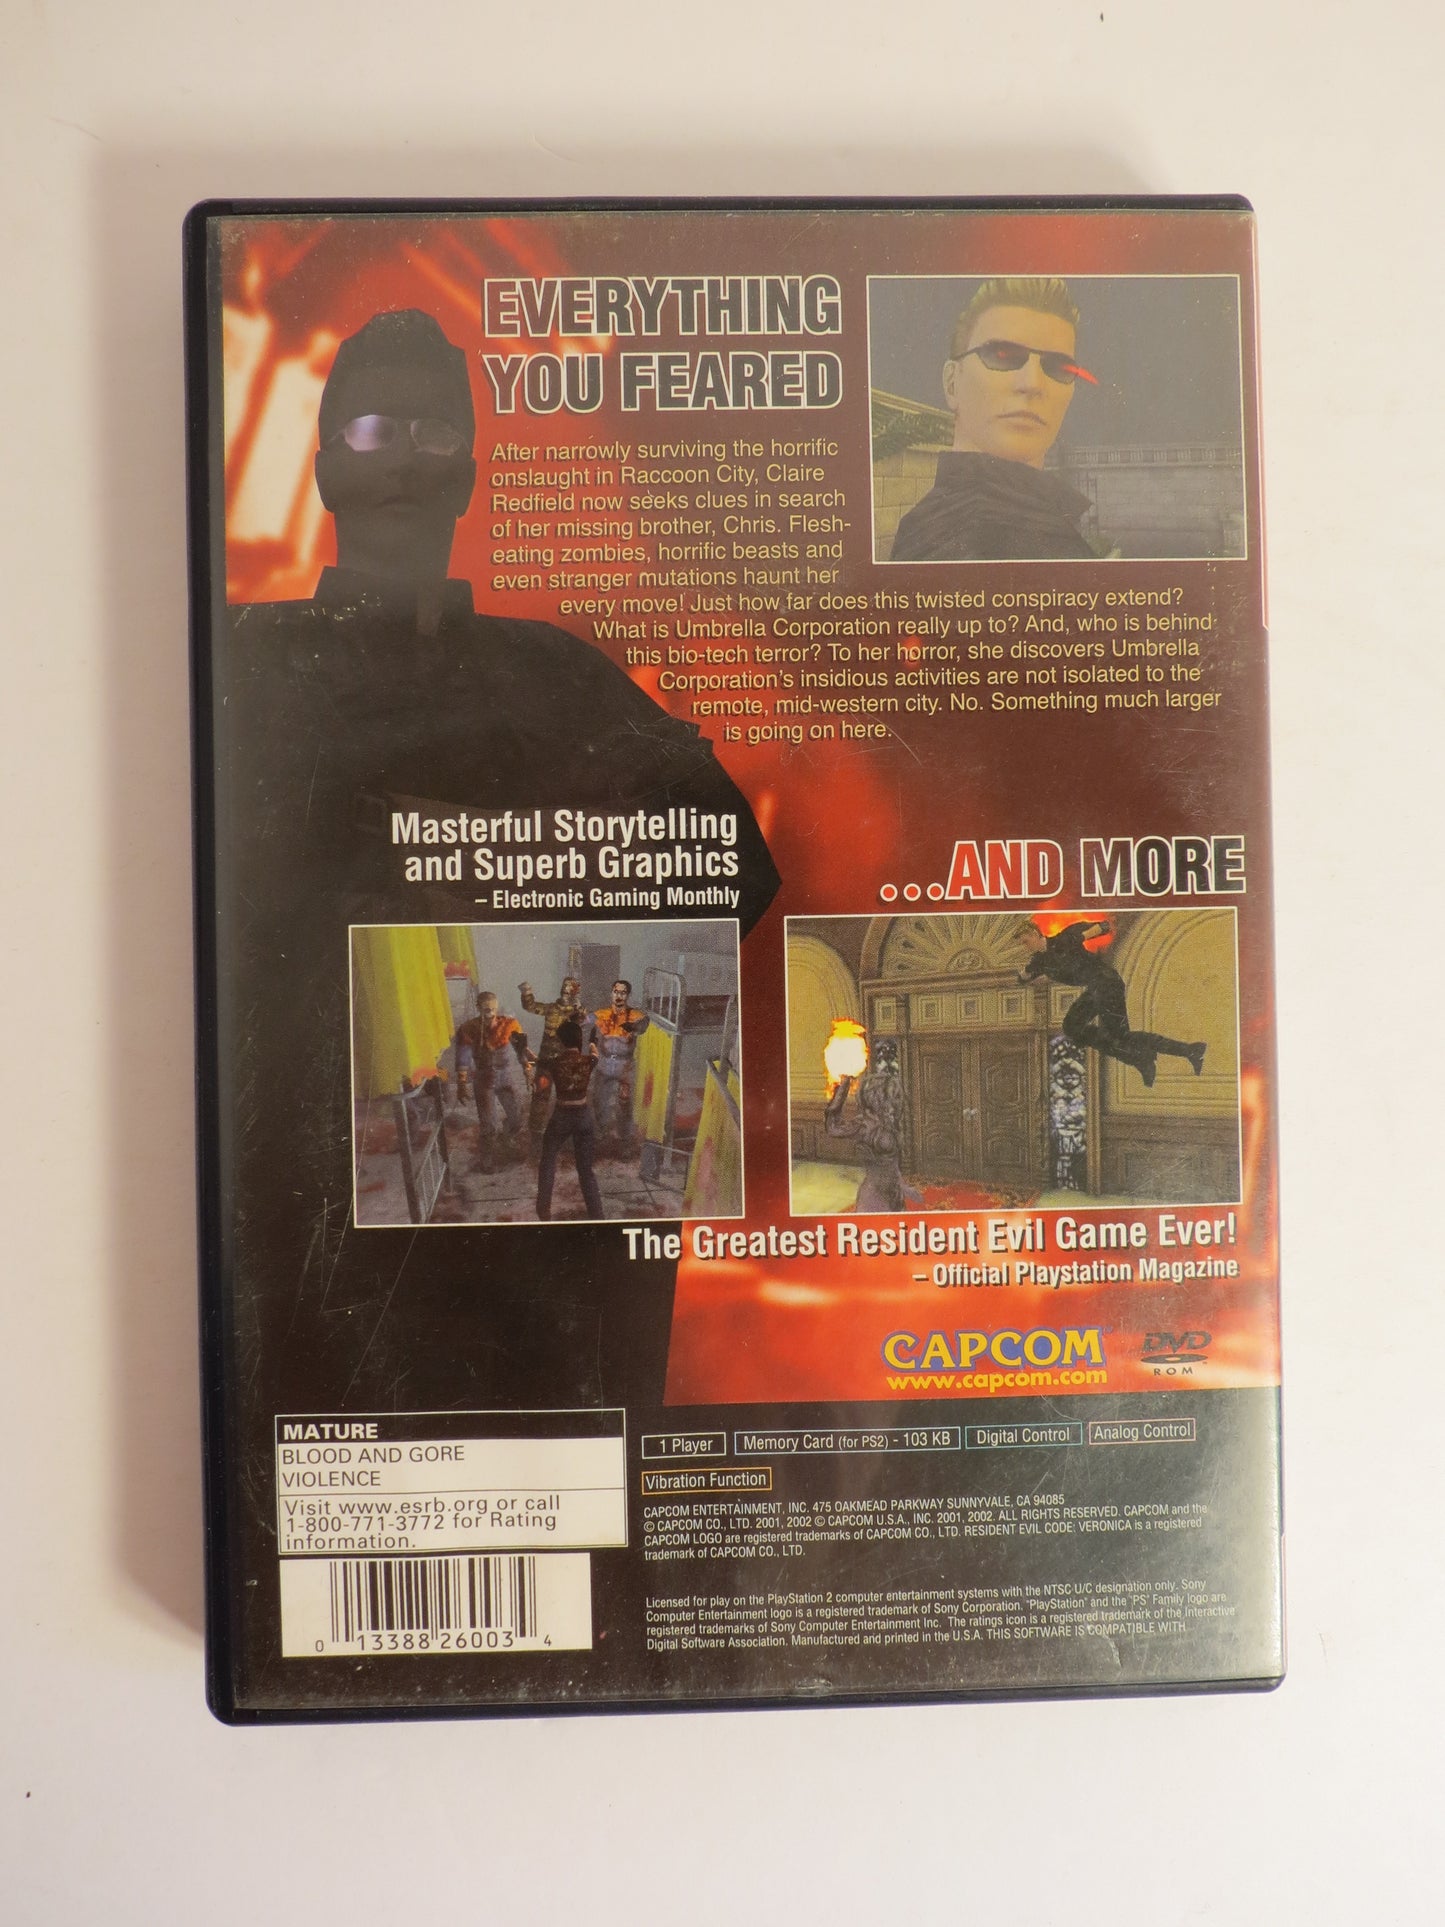 EVERYTHING
YOU FEARED
After narrowly surviving the horrific
onslaught in Raccoon City, Claire
Redfield now seeks clues in search
of her missing brother, Chris. Flesh-
eating zombies, horrific beasts and
even stranger mutations haunt her
every move! Just how far does this twisted conspiracy extend?
What is Umbrella Corporation really up to? And, who is behind
this bio-tech terror? To her horror, she discovers Umbrella
Corporation's insidious activities are not isolated to the
remote, mid-western city. No. Something much larger
is going on here.
Masterful Storytelling
and Superb Graphics
– Electronic Gaming Monthly
...AND MORE
The Greatest Resident Evil Game Ever!
– Official Playstation Magazine
CAPCOM
www.capcom.com
DVD
ROM
MATURE
BLOOD AND GORE
VIOLENCE
Visit www.esrb.org or call
1-800-771-3772 for Rating
information.
0 13388 26003 4
1 Player
Memory Card (for PS2) - 103 KB
Digital Control
Analog Control
Vibration Function
CAPCOM ENTERTAINMENT, INC. 475 OAKMEAD PARKWAY SUNNYVALE, CA 94085
© CAPCOM CO., LTD. 2001, 2002 © CAPCOM U.S.A., INC. 2001, 2002. ALL RIGHTS RESERVED. CAPCOM and the
CAPCOM LOGO are registered trademarks of CAPCOM CO., LTD. RESIDENT EVIL CODE: VERONICA is a registered
trademark of CAPCOM CO., LTD.
Licensed for play on the PlayStation 2 computer entertainment systems with the NTSC U/C designation only. Sony
Computer Entertainment logo is a registered trademark of Sony Corporation. "PlayStation" and the "PS" Family logo are
registered trademarks of Sony Computer Entertainment Inc. The ratings icon is a registered trademark of the Interactive
Digital Software Association. Manufactured and printed in the U.S.A. THIS SOFTWARE IS COMPATIBLE WITH